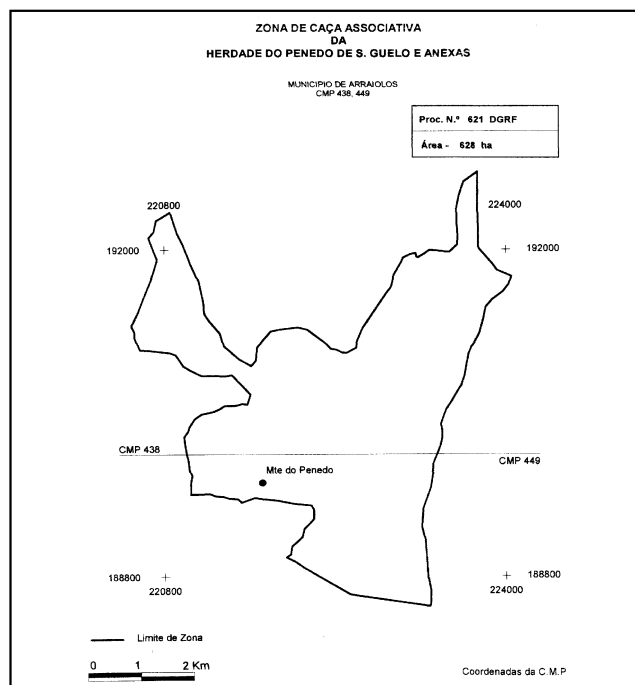 ZONA DE CAÇA ASSOCIATIVA
DA
HERDADE DO PENEDO DE S. GUELO E ANEXAS
MUNICIPIO DE ARRAIOLOS
CMP 438, 449
Proc. N.º 621 DGRF
Área - 628 ha
220800
224000
192000
192000
CMP 438
CMP 449
Mte do Penedo
188800
188800
220800
224000
Limite de Zona
0 1 2 Km
Coordenadas da C.M.P